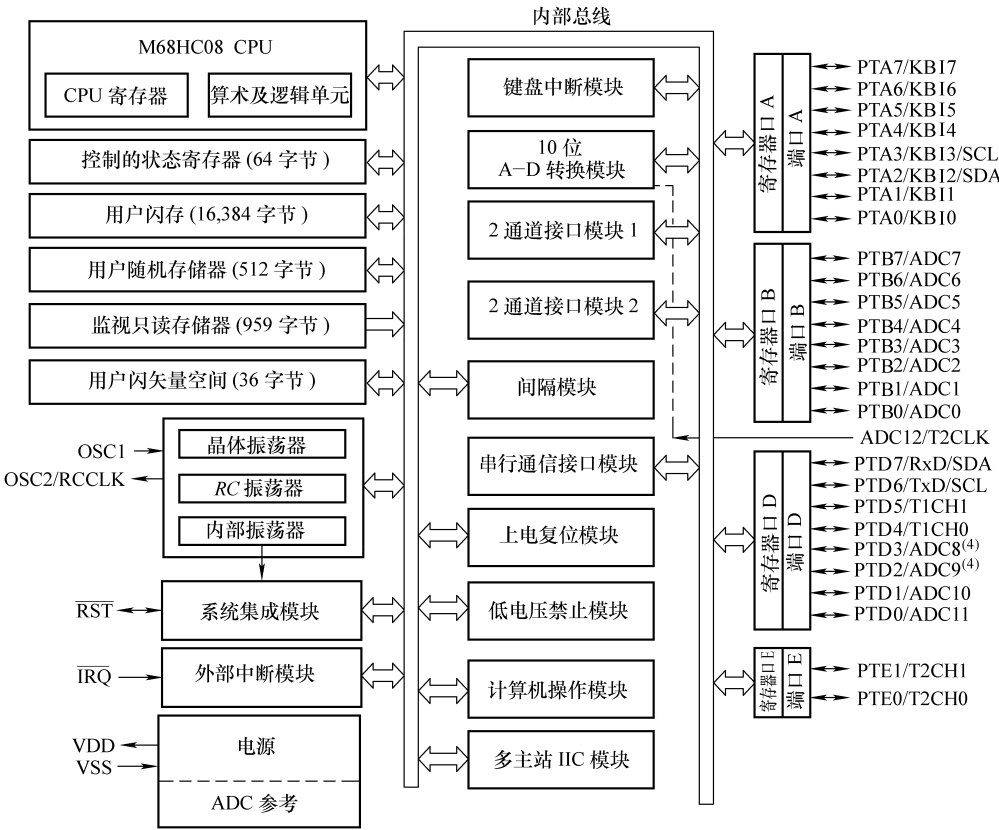 内部总线
M68HC08 CPU
CPU 寄存器
算术及逻辑单元
控制的状态寄存器 (64 字节)
用户闪存 (16,384 字节)
用户随机存储器 (512 字节)
监视只读存储器 (959 字节)
用户闪矢量空间 (36 字节)
OSC1
OSC2/RCCLK
晶体振荡器
RC 振荡器
内部振荡器
RST
系统集成模块
IRQ
外部中断模块
VDD
VSS
电源
ADC 参考
键盘中断模块
10 位
A-D 转换模块
2 通道接口模块 1
2 通道接口模块 2
间隔模块
串行通信接口模块
上电复位模块
低电压禁止模块
计算机操作模块
多主站 IIC 模块
寄存器口 A
端口 A
PTA7/KBI7
PTA6/KBI6
PTA5/KBI5
PTA4/KBI4
PTA3/KBI3/SCL
PTA2/KBI2/SDA
PTA1/KBI1
PTA0/KBI0
寄存器口 B
端口 B
PTB7/ADC7
PTB6/ADC6
PTB5/ADC5
PTB4/ADC4
PTB3/ADC3
PTB2/ADC2
PTB1/ADC1
PTB0/ADC0
ADC12/T2CLK
寄存器口 D
端口 D
PTD7/RxD/SDA
PTD6/TxD/SCL
PTD5/T1CH1
PTD4/T1CH0
PTD3/ADC8(4)
PTD2/ADC9(4)
PTD1/ADC10
PTD0/ADC11
寄存器口 E
端口 E
PTE1/T2CH1
PTE0/T2CH0